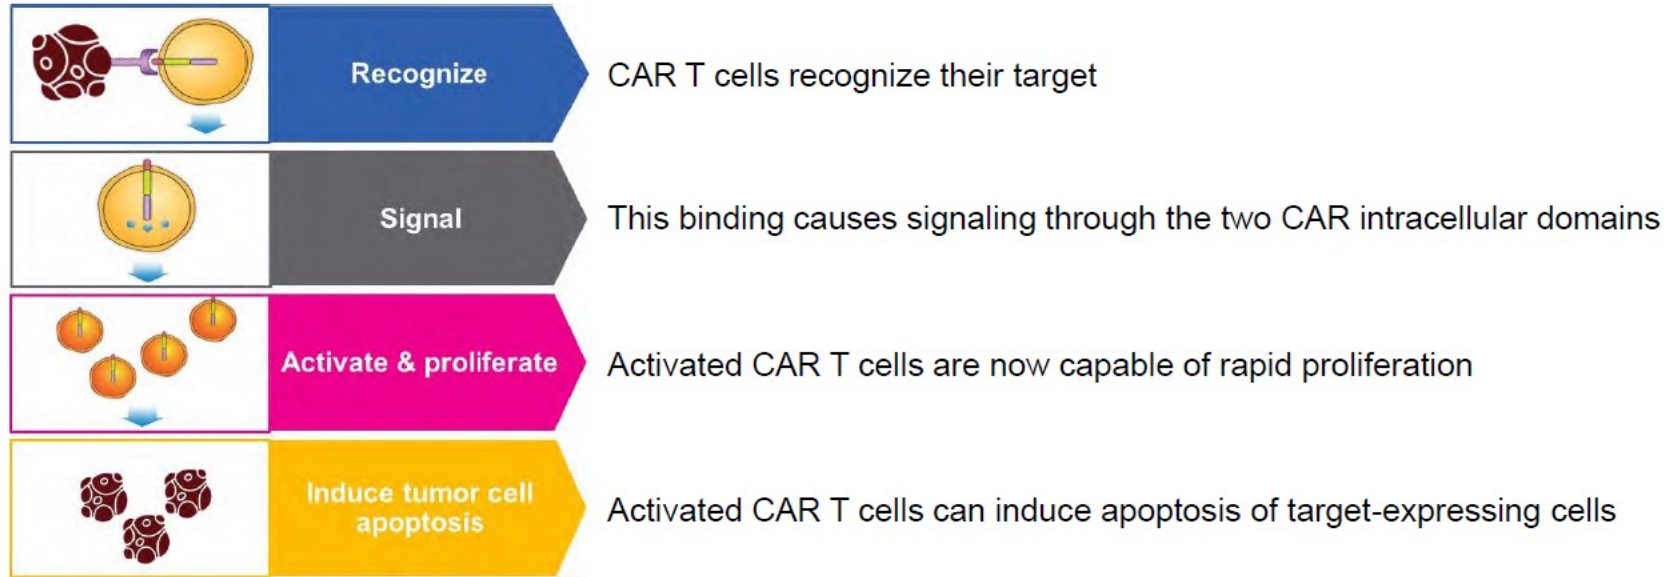 Recognize
CAR T cells recognize their target
Signal
This binding causes signaling through the two CAR intracellular domains
Activate & proliferate
Activated CAR T cells are now capable of rapid proliferation
Induce tumor cell
apoptosis
Activated CAR T cells can induce apoptosis of target-expressing cells